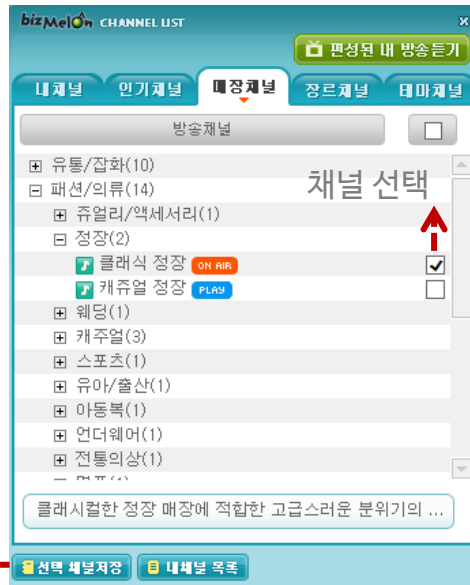 bizMelOn CHANNEL LIST
편성된 내 방송듣기
내채널 인기채널 매장채널 장르채널 테마채널
방송채널
유통/잡화(10)
채널 선택
패션/의류(14)
쥬얼리/액세서리(1)
정장(2)
클래식 정장 ON AIR
캐쥬얼 정장 PLAY
웨딩(1)
캐주얼(3)
스포츠(1)
유아/출산(1)
아동복(1)
언더웨어(1)
전통의상(1)
클래시컬한 정장 매장에 적합한 고급스러운 분위기의 ...
선택 채널저장 내채널 목록